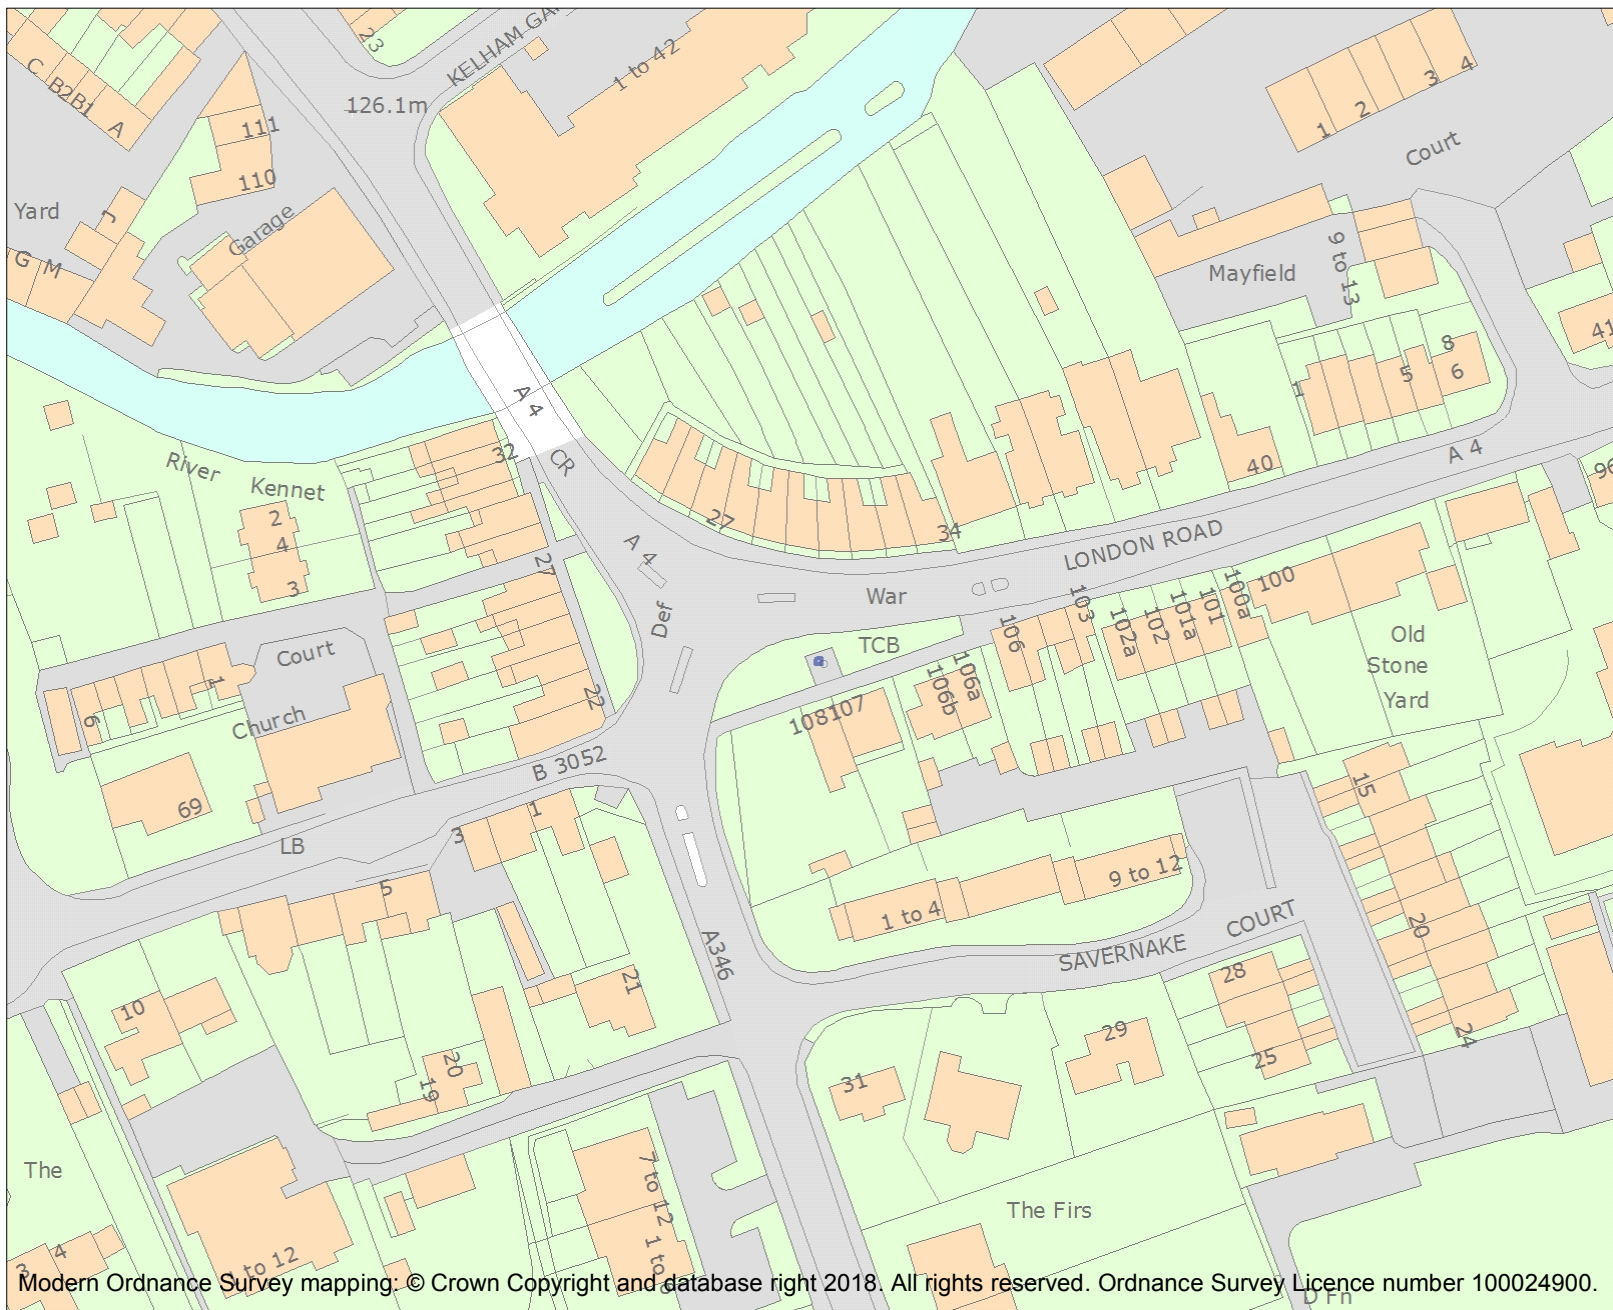 23
KELHAM GA
1 to 42
C
B2B1
A
126.1m
111
110
3
4
1
2
Court
Yard
J
Garage
G
M
Mayfield
9 to 13
41
8
5
6
1
A 4
32
CR
River
Kennet
40
A 4
96
2
4
3
27
27
34
A 4
LONDON ROAD
War
Def
TCB
106
103
102a
102
101a
101
100a
100
Old
Stone
Yard
Court
1
6
Church
22
106a
106b
108107
B 3052
69
15
LB
3
1
5
9 to 12
1 to 4
20
A346
SAVERNAKE
COURT
28
21
10
29
25
24
20
19
31
The
7 to 12
The Firs
4
3
1 to 12
D Fn
Modern Ordnance Survey mapping: © Crown Copyright and database right 2018. All rights reserved. Ordnance Survey Licence number 100024900.